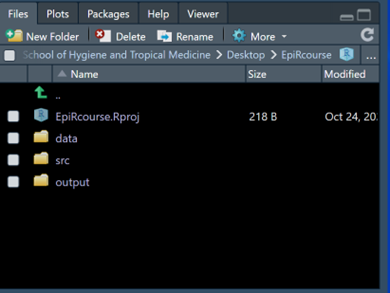 Files Plots Packages Help Viewer
New Folder Delete Rename More
School of Hygiene and Tropical Medicine > Desktop > EpiRcourse R ...
Name Size Modified
..
EpiRcourse.Rproj 218 B Oct 24, 20
data
src
output